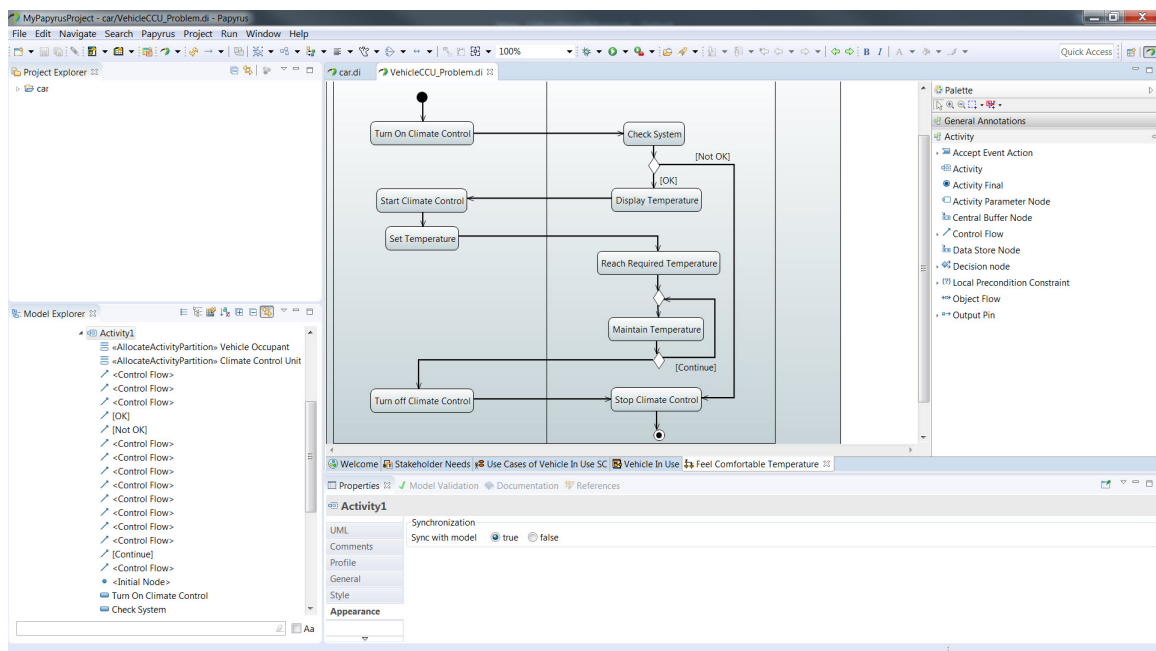 MyPapyrusProject - car/VehicleCCU_Problem.di - Papyrus
File Edit Navigate Search Papyrus Project Run Window Help
100%
B I A
Quick Access
Project Explorer
car
Model Explorer
Activity1
«AllocateActivityPartition» Vehicle Occupant
«AllocateActivityPartition» Climate Control Unit
<Control Flow>
<Control Flow>
<Control Flow>
[OK]
[Not OK]
<Control Flow>
<Control Flow>
<Control Flow>
<Control Flow>
<Control Flow>
<Control Flow>
<Control Flow>
<Control Flow>
[Continue]
<Control Flow>
<Initial Node>
Turn On Climate Control
Check System
Aa
car.di
VehicleCCU_Problem.di
Turn On Climate Control
Check System
[Not OK]
[OK]
Start Climate Control
Display Temperature
Set Temperature
Reach Required Temperature
Maintain Temperature
[Continue]
Turn off Climate Control
Stop Climate Control
Palette
General Annotations
Activity
Accept Event Action
Activity
Activity Final
Activity Parameter Node
Central Buffer Node
Control Flow
Data Store Node
Decision node
Local Precondition Constraint
Object Flow
Output Pin
Welcome
Stakeholder Needs
Use Cases of Vehicle In Use SC
Vehicle In Use
Feel Comfortable Temperature
Properties
Model Validation
Documentation
References
Activity1
UML
Comments
Profile
General
Style
Appearance
Synchronization
Sync with model true false